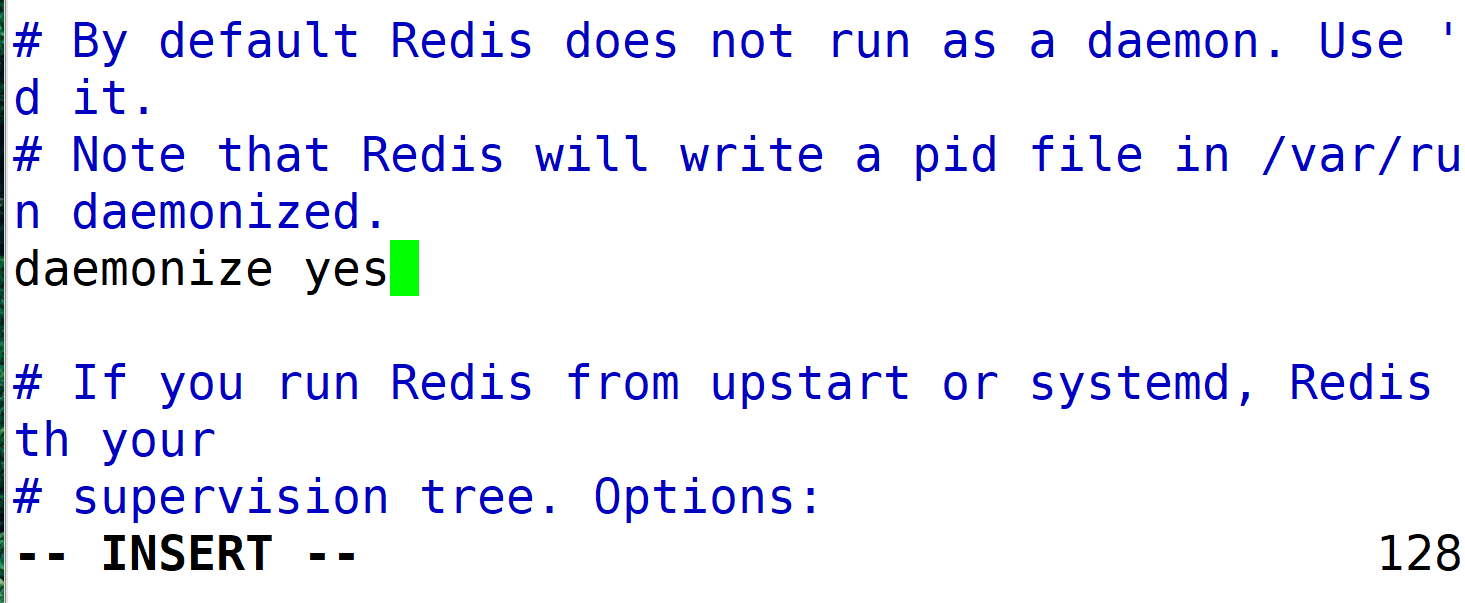 # By default Redis does not run as a daemon. Use '
d it.
# Note that Redis will write a pid file in /var/ru
n daemonized.
daemonize yes
# If you run Redis from upstart or systemd, Redis
th your
# supervision tree. Options:
-- INSERT -- 128